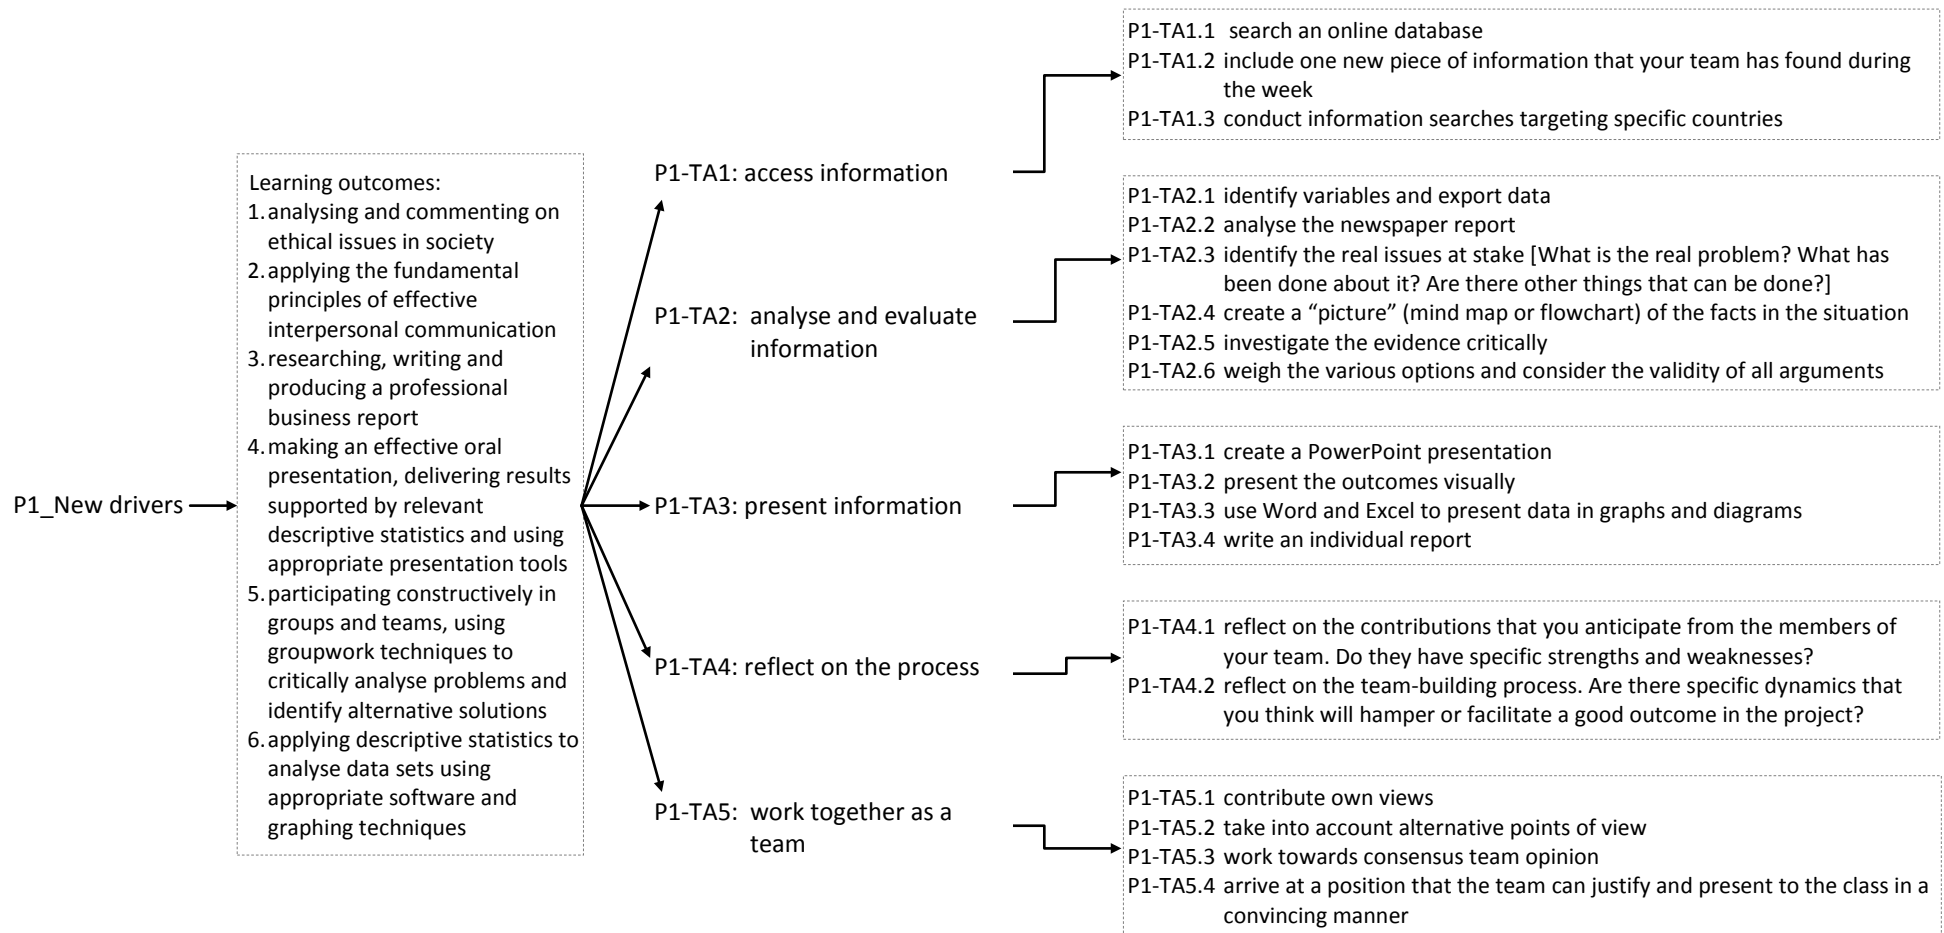 P1_New drivers
Learning outcomes:
1. analysing and commenting on
ethical issues in society
2. applying the fundamental
principles of effective
interpersonal communication
3. researching, writing and
producing a professional
business report
4. making an effective oral
presentation, delivering results
supported by relevant
descriptive statistics and using
appropriate presentation tools
5. participating constructively in
groups and teams, using
groupwork techniques to
critically analyse problems and
identify alternative solutions
6. applying descriptive statistics to
analyse data sets using
appropriate software and
graphing techniques
P1-TA1: access information
P1-TA2: analyse and evaluate
information
P1-TA3: present information
P1-TA4: reflect on the process
P1-TA5: work together as a
team
P1-TA1.1 search an online database
P1-TA1.2 include one new piece of information that your team has found during
the week
P1-TA1.3 conduct information searches targeting specific countries
P1-TA2.1 identify variables and export data
P1-TA2.2 analyse the newspaper report
P1-TA2.3 identify the real issues at stake [What is the real problem? What has
been done about it? Are there other things that can be done?]
P1-TA2.4 create a “picture” (mind map or flowchart) of the facts in the situation
P1-TA2.5 investigate the evidence critically
P1-TA2.6 weigh the various options and consider the validity of all arguments
P1-TA3.1 create a PowerPoint presentation
P1-TA3.2 present the outcomes visually
P1-TA3.3 use Word and Excel to present data in graphs and diagrams
P1-TA3.4 write an individual report
P1-TA4.1 reflect on the contributions that you anticipate from the members of
your team. Do they have specific strengths and weaknesses?
P1-TA4.2 reflect on the team-building process. Are there specific dynamics that
you think will hamper or facilitate a good outcome in the project?
P1-TA5.1 contribute own views
P1-TA5.2 take into account alternative points of view
P1-TA5.3 work towards consensus team opinion
P1-TA5.4 arrive at a position that the team can justify and present to the class in a
convincing manner